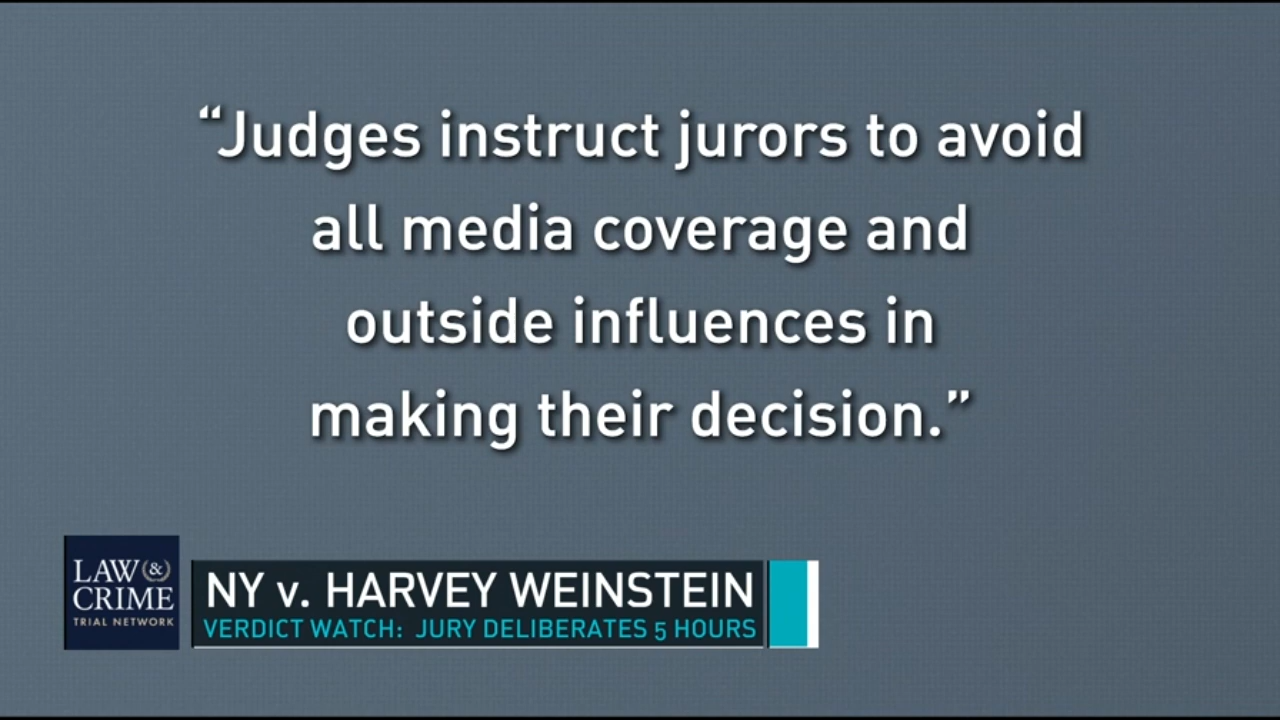 “Judges instruct jurors to avoid
all media coverage and
outside influences in
making their decision.”
LAW &
CRIME
TRIAL NETWORK
NY v. HARVEY WEINSTEIN
VERDICT WATCH: JURY DELIBERATES 5 HOURS